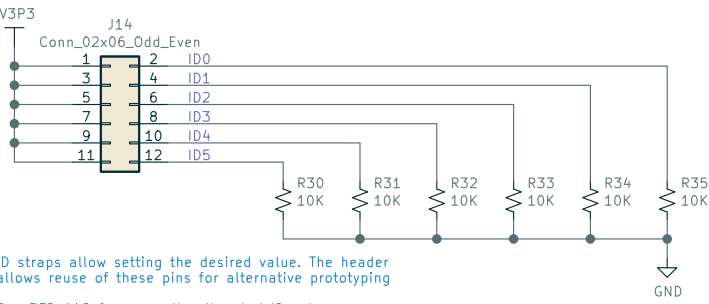 V3P3
J14
Conn_02x06_Odd_Even
1 2 ID0
3 4 ID1
5 6 ID2
7 8 ID3
9 10 ID4
11 12 ID5
R30 R31 R32 R33 R34 R35
10K 10K 10K 10K 10K 10K
D straps allow setting the desired value. The header
allows reuse of these pins for alternative prototyping
GND